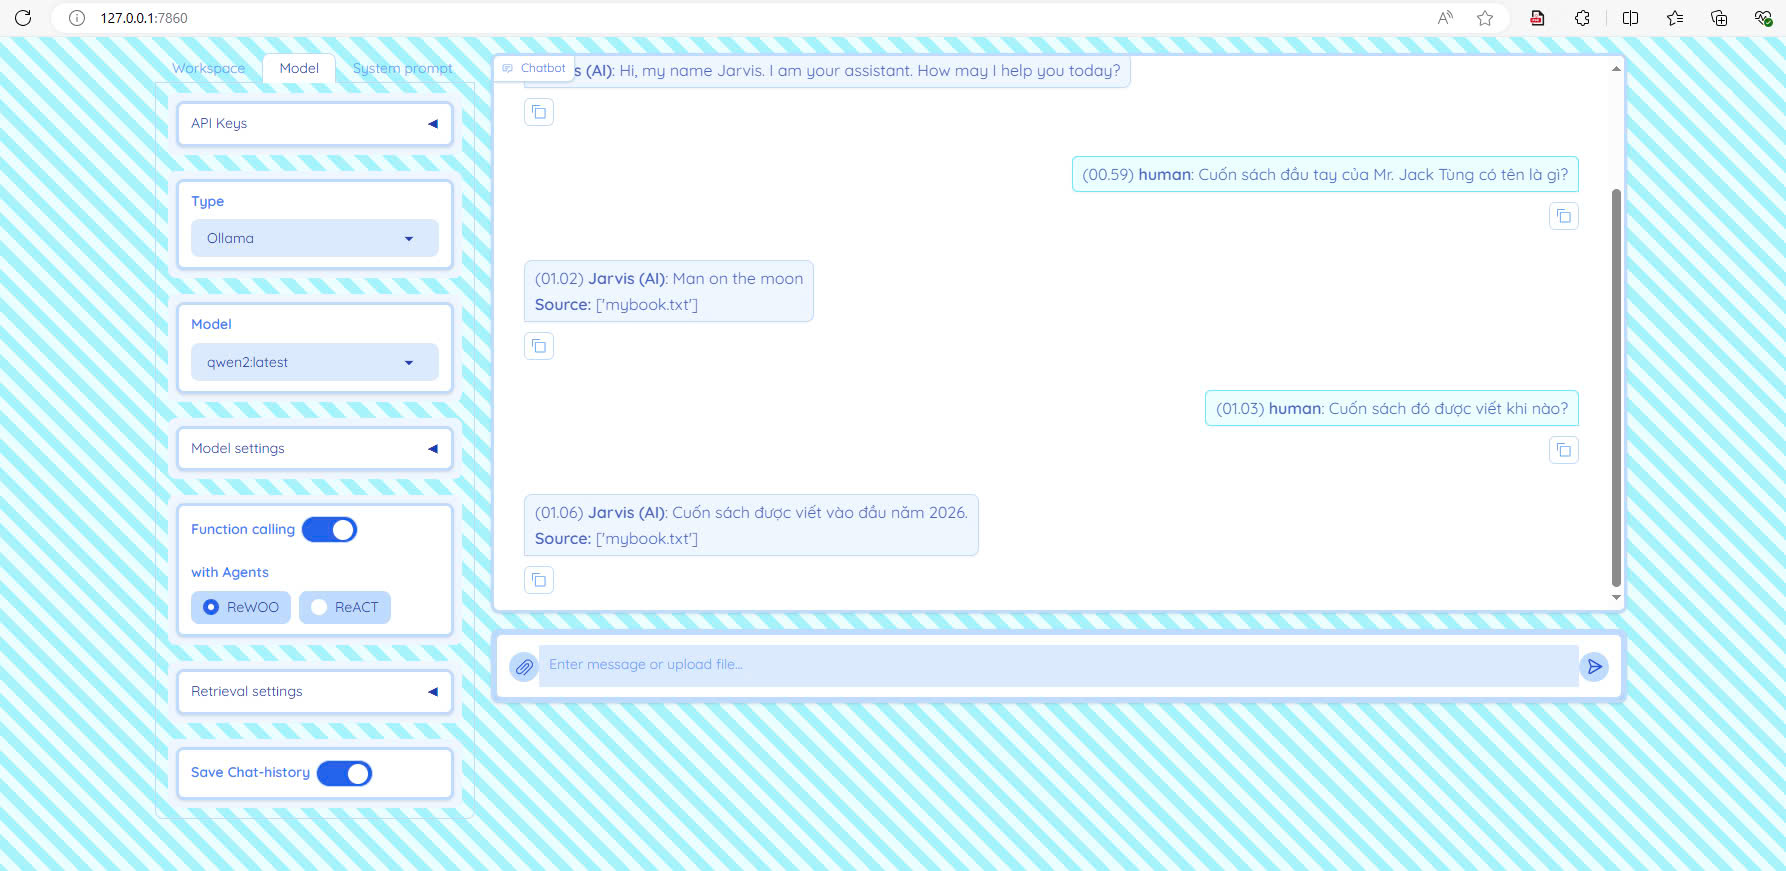 127.0.0.1:7860
Workspace
Model
System prompt
API Keys
Type
Ollama
Model
qwen2:latest
Model settings
Function calling
with Agents
ReWOO
ReACT
Retrieval settings
Save Chat-history
Chatbot
s (AI): Hi, my name Jarvis. I am your assistant. How may I help you today?
(00.59) human: Cuốn sách đầu tay của Mr. Jack Tùng có tên là gì?
(01.02) Jarvis (AI): Man on the moon
Source: ['mybook.txt']
(01.03) human: Cuốn sách đó được viết khi nào?
(01.06) Jarvis (AI): Cuốn sách được viết vào đầu năm 2026.
Source: ['mybook.txt']
Enter message or upload file...